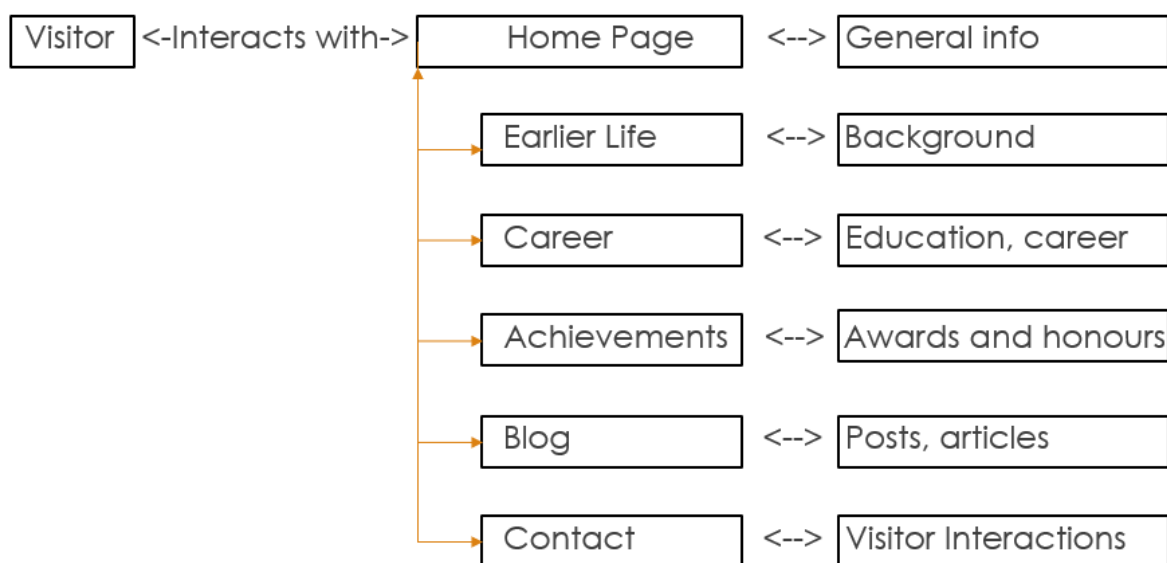 Visitor <-Interacts with-> Home Page <--> General info
Earlier Life <--> Background
Career <--> Education, career
Achievements <--> Awards and honours
Blog <--> Posts, articles
Contact <--> Visitor Interactions